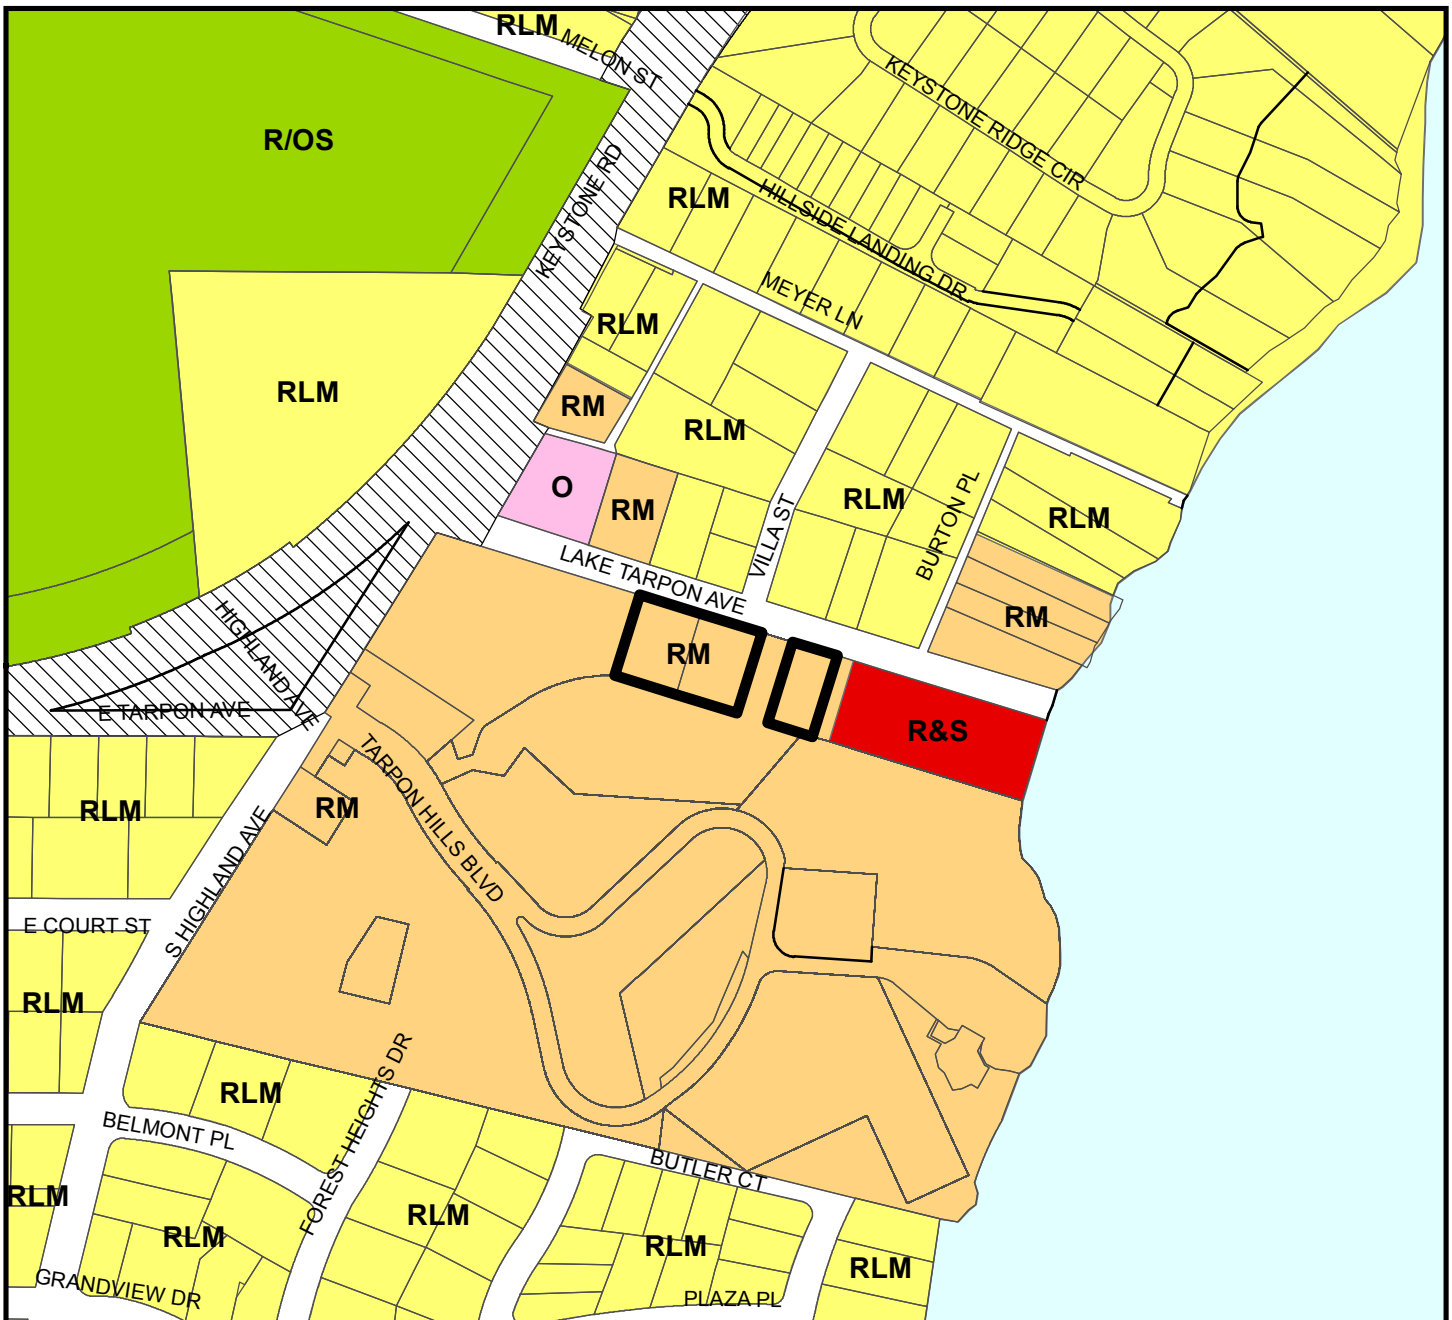 RLM
MELON ST
KEYSTONE RIDGE CIR
R/OS
KEYSTONE RD
RLM
HILLSIDE LANDING DR
MEYER LN
RLM
RLM
RM
RLM
O
RM
RLM
BURTON PL
RLM
VILLA ST
LAKE TARPON AVE
RM
HIGHLAND AVE
RM
E TARPON AVE
R&S
TARPON HILLS BLVD
RLM
RM
S HIGHLAND AVE
E COURT ST
RLM
FOREST HEIGHTS DR
RLM
BELMONT PL
BUTLER CT
RLM
RLM
RLM
RLM
RLM
GRANDVIEW DR
PLAZA PL